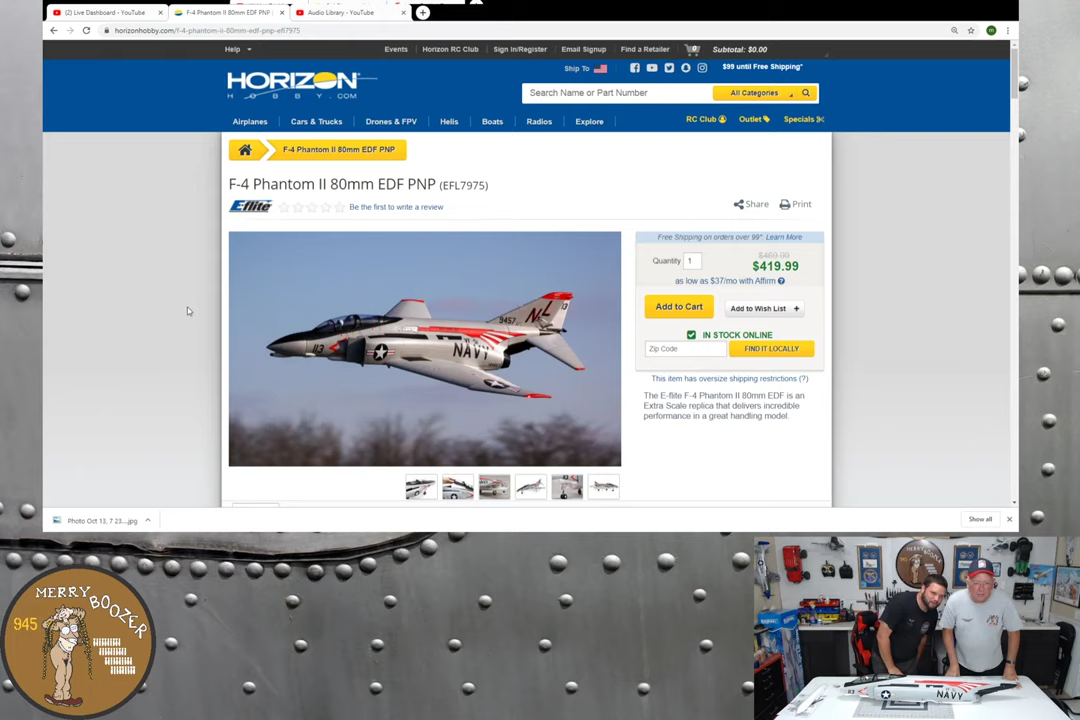 (2) Live Dashboard - YouTube
F-4 Phantom II 80mm EDF PNP
Audio Library - YouTube
horizonhobby.com/f-4-phantom-ii-80mm-edf-pnp-efl7975
Help
Events
Horizon RC Club
Sign In/Register
Email Signup
Find a Retailer
0
Subtotal: $0.00
Ship To
$99 until Free Shipping*
HORIZON
HOBBY.COM
Search Name or Part Number
All Categories
Airplanes
Cars & Trucks
Drones & FPV
Helis
Boats
Radios
Explore
RC Club
Outlet
Specials
F-4 Phantom II 80mm EDF PNP
F-4 Phantom II 80mm EDF PNP (EFL7975)
E-flite
Be the first to write a review
Share
Print
Free Shipping on orders over 99*. Learn More
Quantity 1
$469.99
$419.99
as low as $37/mo with Affirm
Add to Cart
Add to Wish List +
IN STOCK ONLINE
Zip Code
FIND IT LOCALLY
This item has oversize shipping restrictions (?)
The E-flite F-4 Phantom II 80mm EDF is an
Extra Scale replica that delivers incredible
performance in a great handling model.
NL
9457
113
NAVY
Photo Oct 13, 7 23....jpg
Show all
MERRY BOOZER
945
NAVY